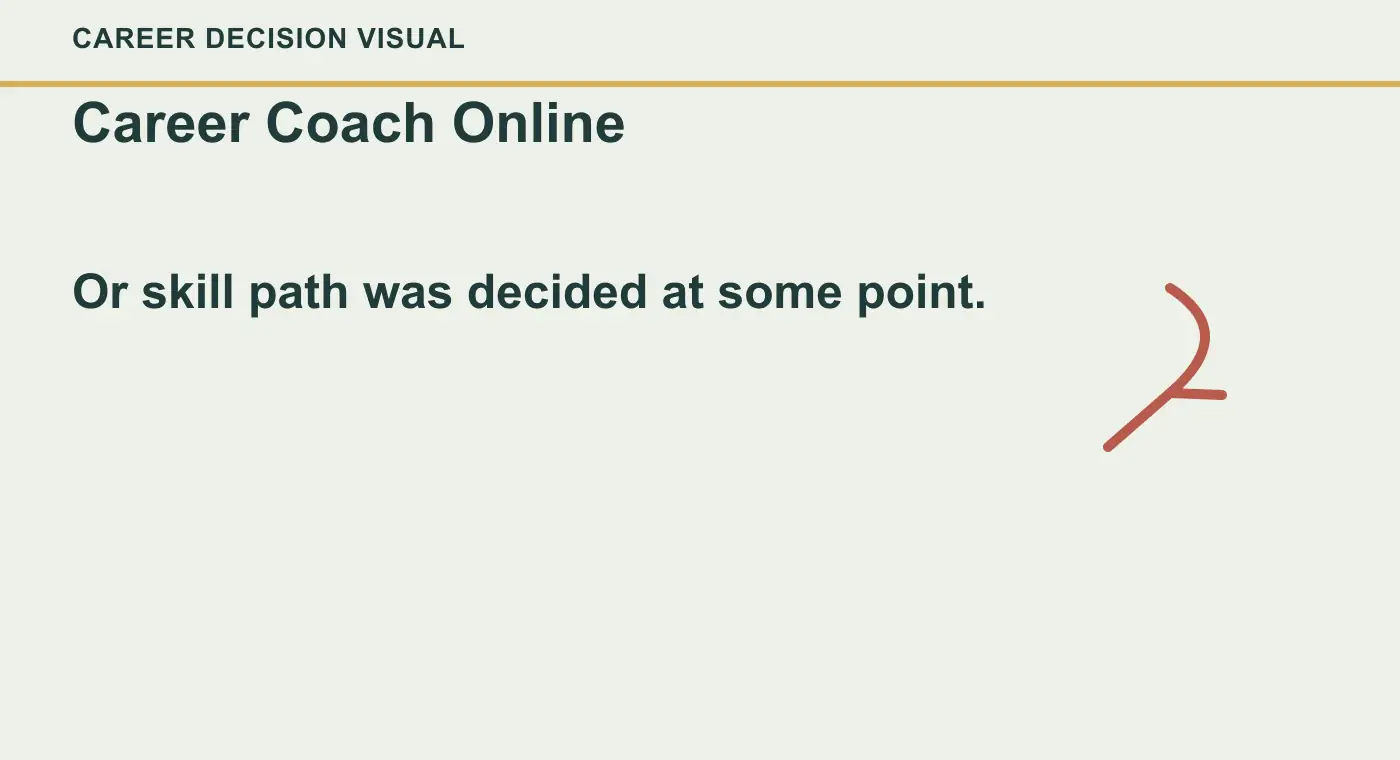 CAREER DECISION VISUAL
Career Coach Online
Or skill path was decided at some point.